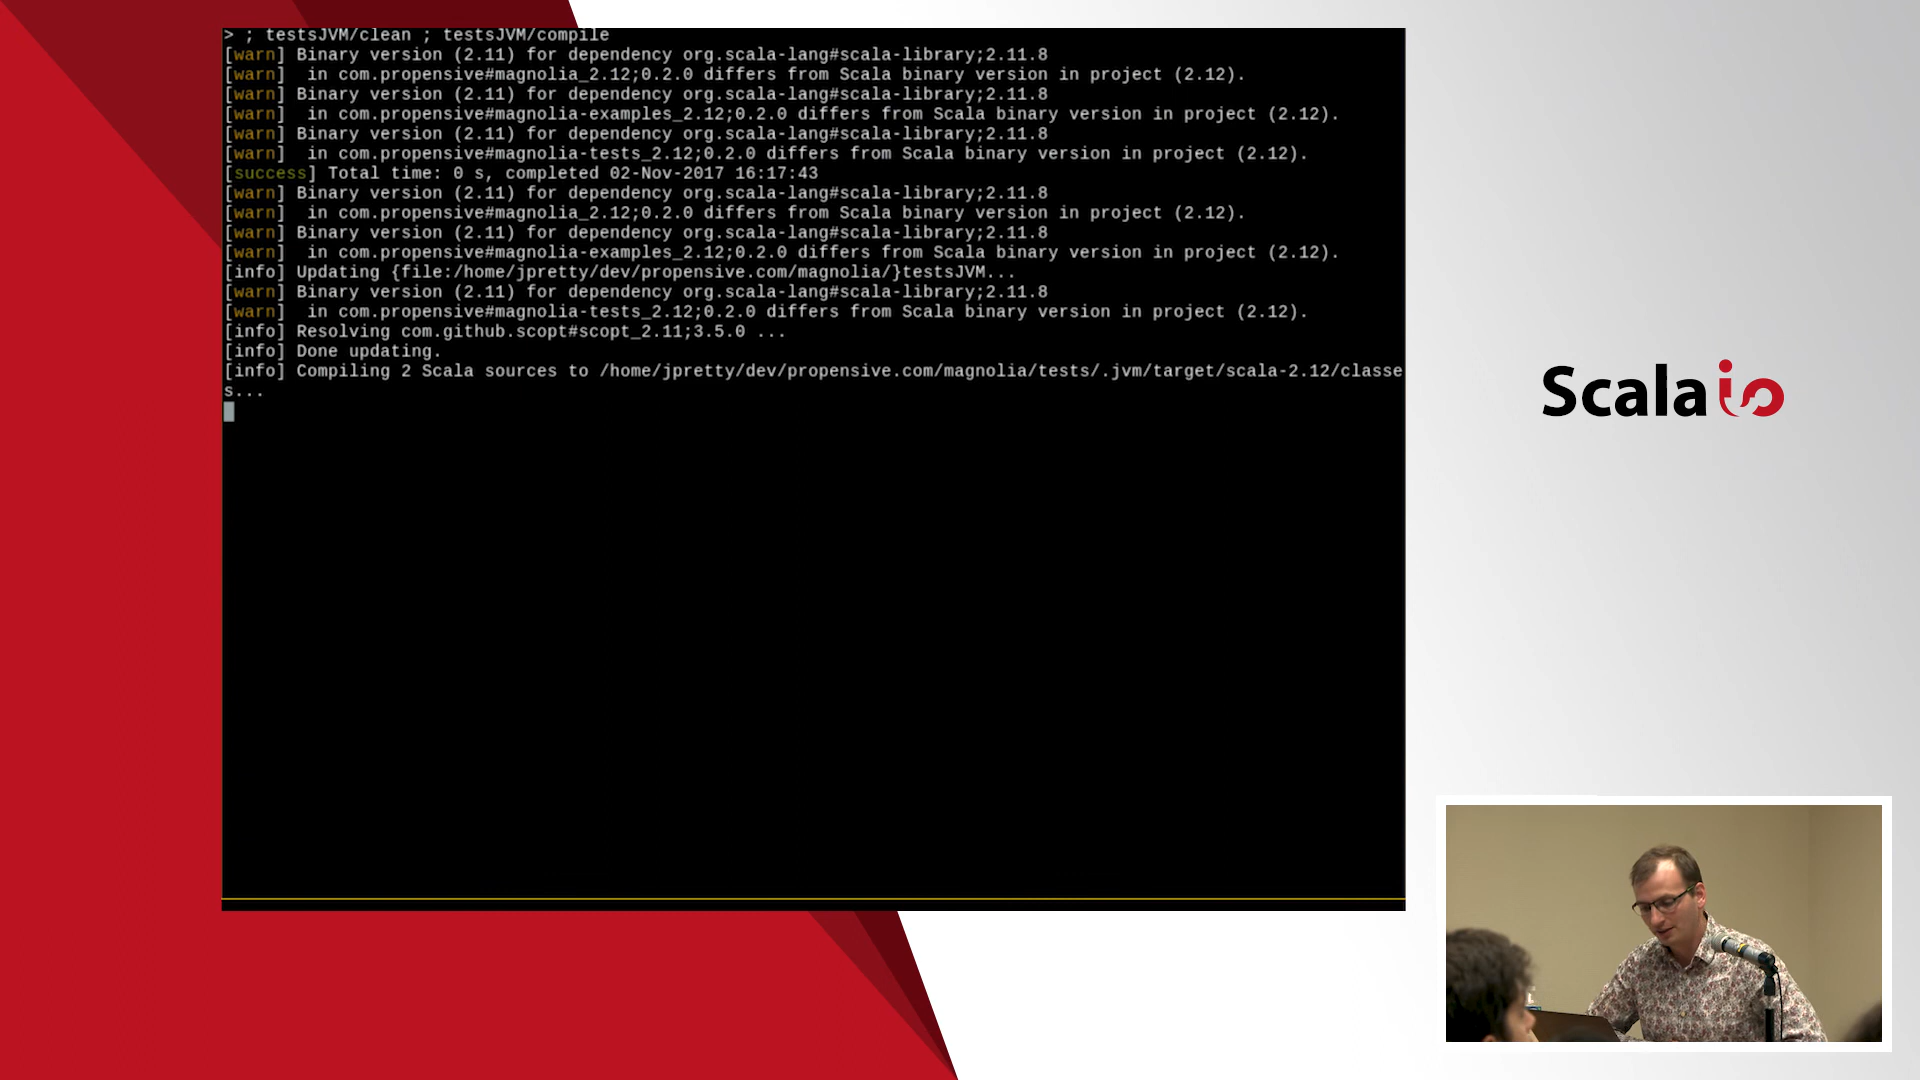 > ; testsJVM/clean ; testsJVM/compile
[warn] Binary version (2.11) for dependency org.scala-lang#scala-library;2.11.8
[warn]  in com.propensive#magnolia_2.12;0.2.0 differs from Scala binary version in project (2.12).
[warn] Binary version (2.11) for dependency org.scala-lang#scala-library;2.11.8
[warn]  in com.propensive#magnolia-examples_2.12;0.2.0 differs from Scala binary version in project (2.12).
[warn] Binary version (2.11) for dependency org.scala-lang#scala-library;2.11.8
[warn]  in com.propensive#magnolia-tests_2.12;0.2.0 differs from Scala binary version in project (2.12).
[success] Total time: 0 s, completed 02-Nov-2017 16:17:43
[warn] Binary version (2.11) for dependency org.scala-lang#scala-library;2.11.8
[warn]  in com.propensive#magnolia_2.12;0.2.0 differs from Scala binary version in project (2.12).
[warn] Binary version (2.11) for dependency org.scala-lang#scala-library;2.11.8
[warn]  in com.propensive#magnolia-examples_2.12;0.2.0 differs from Scala binary version in project (2.12).
[info] Updating {file:/home/jpretty/dev/propensive.com/magnolia/}testsJVM...
[warn] Binary version (2.11) for dependency org.scala-lang#scala-library;2.11.8
[warn]  in com.propensive#magnolia-tests_2.12;0.2.0 differs from Scala binary version in project (2.12).
[info] Resolving com.github.scopt#scopt_2.11;3.5.0 ...
[info] Done updating.
[info] Compiling 2 Scala sources to /home/jpretty/dev/propensive.com/magnolia/tests/.jvm/target/scala-2.12/classe
s...
Scala io